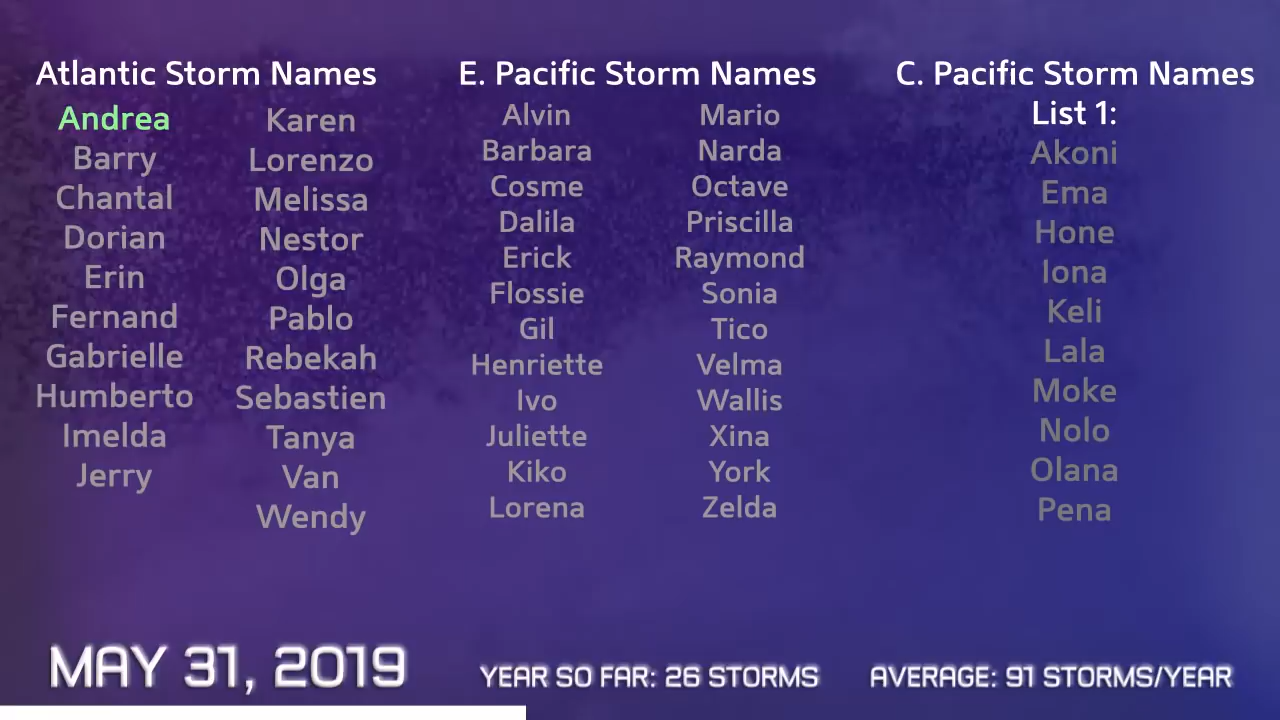 Atlantic Storm Names
Andrea
Barry
Chantal
Dorian
Erin
Fernand
Gabrielle
Humberto
Imelda
Jerry
Karen
Lorenzo
Melissa
Nestor
Olga
Pablo
Rebekah
Sebastien
Tanya
Van
Wendy
E. Pacific Storm Names
Alvin
Barbara
Cosme
Dalila
Erick
Flossie
Gil
Henriette
Ivo
Juliette
Kiko
Lorena
Mario
Narda
Octave
Priscilla
Raymond
Sonia
Tico
Velma
Wallis
Xina
York
Zelda
C. Pacific Storm Names
List 1:
Akoni
Ema
Hone
Iona
Keli
Lala
Moke
Nolo
Olana
Pena
MAY 31, 2019
YEAR SO FAR: 26 STORMS
AVERAGE: 91 STORMS/YEAR